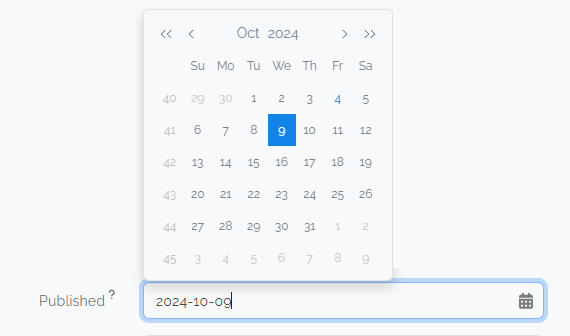 « ‹ Oct 2024 › »
Su Mo Tu We Th Fr Sa
40 29 30 1 2 3 4 5
41 6 7 8 9 10 11 12
42 13 14 15 16 17 18 19
43 20 21 22 23 24 25 26
44 27 28 29 30 31 1 2
45 3 4 5 6 7 8 9
Published ?
2024-10-09